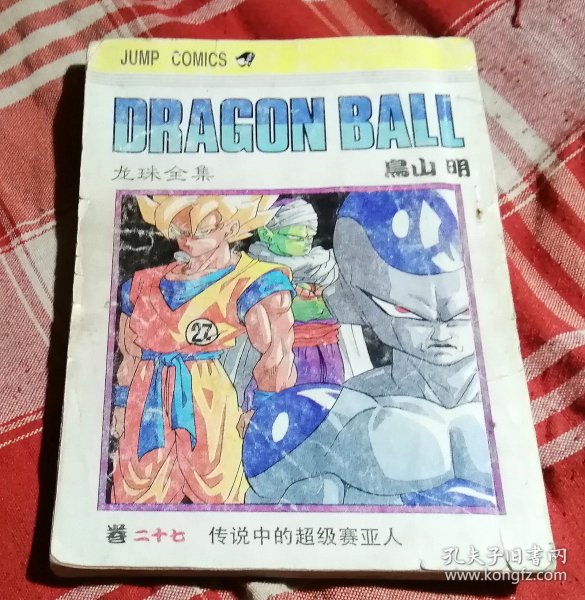 JUMP COMICS
DRAGON BALL
龙珠全集
鳥山 明
27
卷二十七 传说中的超级赛亚人
孔夫子旧书网
www.kongfz.com